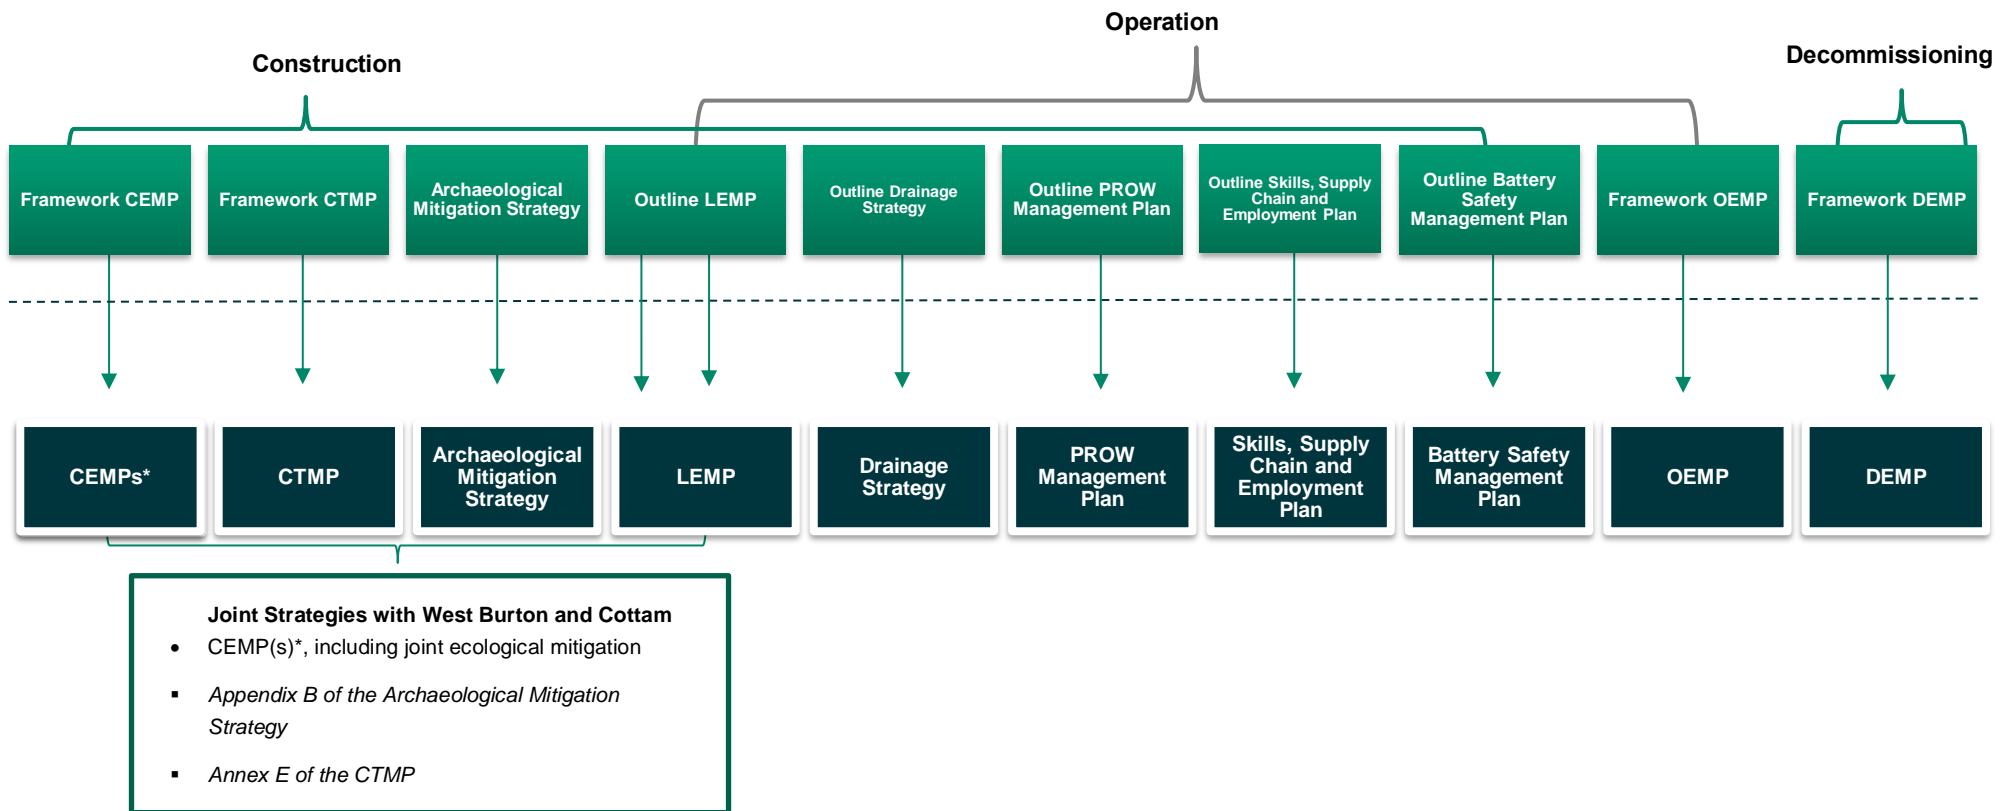 Operation
Construction
Decommissioning
Framework CEMP
Framework CTMP
Archaeological
Mitigation Strategy
Outline LEMP
Outline Drainage
Strategy
Outline PROW
Management Plan
Outline Skills, Supply
Chain and
Employment Plan
Outline Battery
Safety
Management Plan
Framework OEMP
Framework DEMP
CEMPs*
CTMP
Archaeological
Mitigation
Strategy
LEMP
Drainage
Strategy
PROW
Management
Plan
Skills, Supply
Chain and
Employment
Plan
Battery Safety
Management
Plan
OEMP
DEMP
Joint Strategies with West Burton and Cottam
• CEMP(s)*, including joint ecological mitigation
▪ Appendix B of the Archaeological Mitigation
Strategy
▪ Annex E of the CTMP